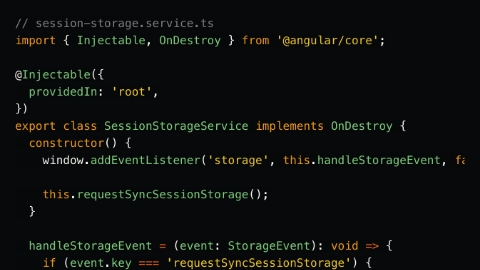 // session-storage.service.ts
import { Injectable, OnDestroy } from '@angular/core';
@Injectable({
  providedIn: 'root',
})
export class SessionStorageService implements OnDestroy {
  constructor() {
    window.addEventListener('storage', this.handleStorageEvent, fa
    this.requestSyncSessionStorage();
  }
  handleStorageEvent = (event: StorageEvent): void => {
    if (event.key === 'requestSyncSessionStorage') {